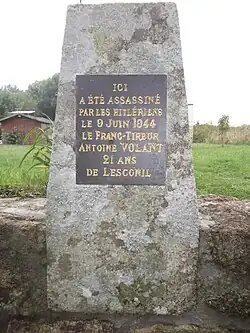 ICI
A ÉTÉ ASSASSINÉ
PAR LES HITLÉRIENS
LE 9 JUIN 1944
LE FRANC-TIREUR
ANTOINE VOLANT
21 ANS
DE LESCONIL